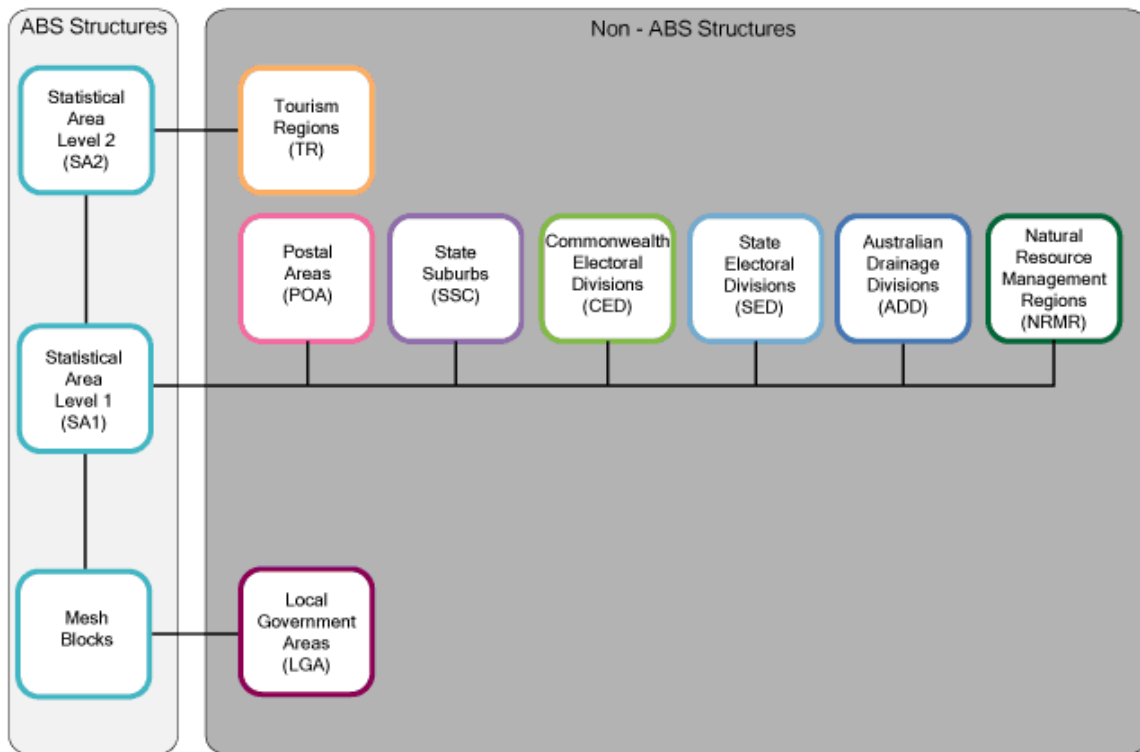 ABS Structures
Non - ABS Structures
Statistical
Area
Level 2
(SA2)
Tourism
Regions
(TR)
Postal
Areas
(POA)
State
Suburbs
(SSC)
Commonwealth
Electoral
Divisions
(CED)
State
Electoral
Divisions
(SED)
Australian
Drainage
Divisions
(ADD)
Natural
Resource
Management
Regions
(NRMR)
Statistical
Area
Level 1
(SA1)
Mesh
Blocks
Local
Government
Areas
(LGA)